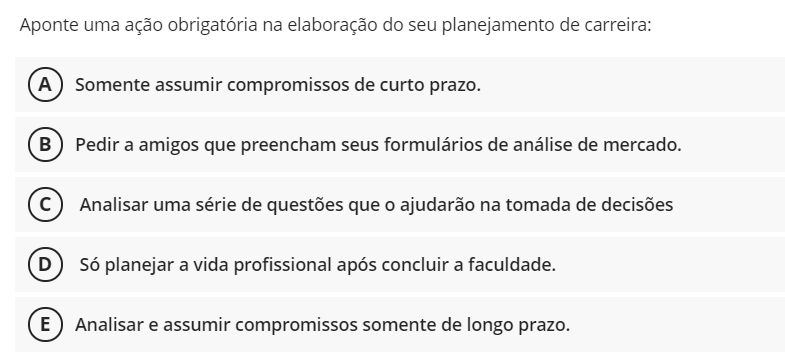 Aponte uma ação obrigatória na elaboração do seu planejamento de carreira:
A Somente assumir compromissos de curto prazo.
B Pedir a amigos que preencham seus formulários de análise de mercado.
C Analisar uma série de questões que o ajudarão na tomada de decisões
D Só planejar a vida profissional após concluir a faculdade.
E Analisar e assumir compromissos somente de longo prazo.